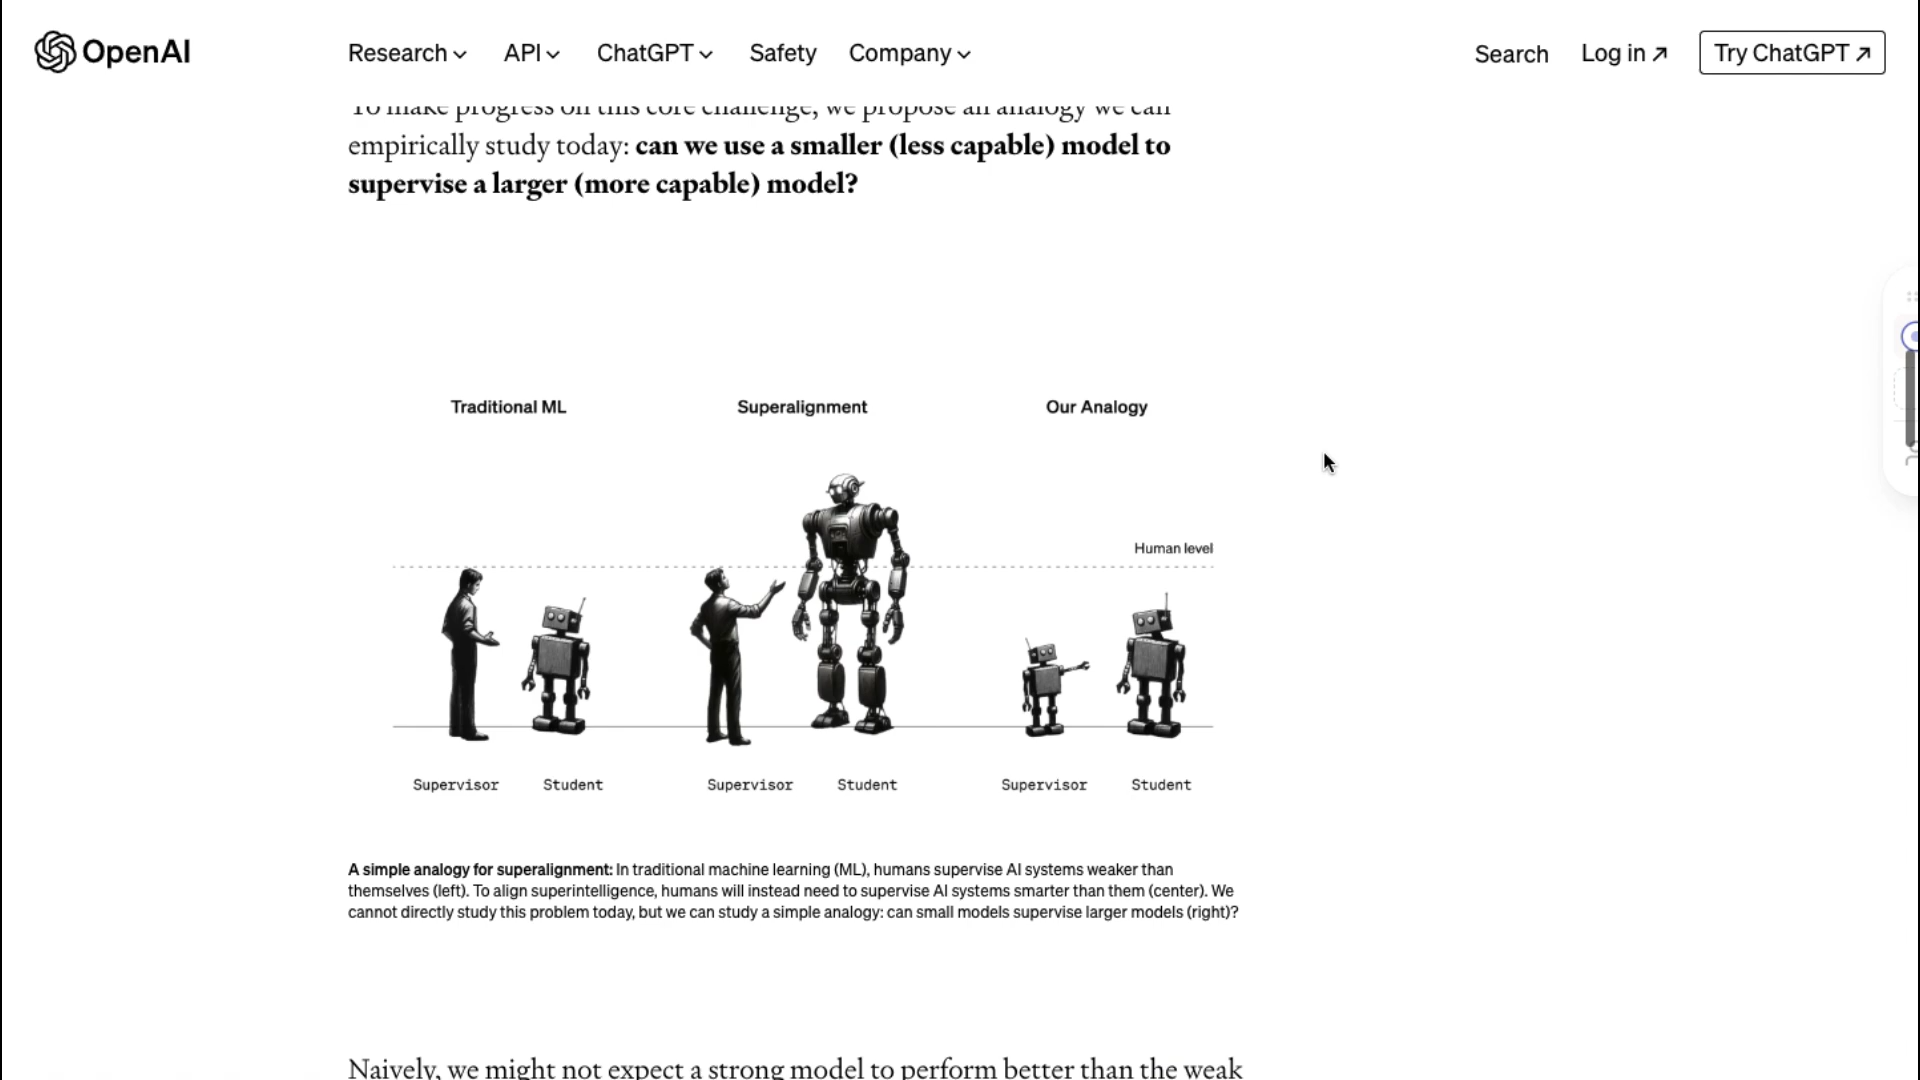 OpenAI
Research API ChatGPT Safety Company Search Log in ↗ Try ChatGPT ↗
To make progress on this core challenge, we propose an analogy we can
empirically study today: can we use a smaller (less capable) model to
supervise a larger (more capable) model?
Traditional ML Superalignment Our Analogy
Human level
Supervisor Student Supervisor Student Supervisor Student
A simple analogy for superalignment: In traditional machine learning (ML), humans supervise AI systems weaker than
themselves (left). To align superintelligence, humans will instead need to supervise AI systems smarter than them (center). We
cannot directly study this problem today, but we can study a simple analogy: can small models supervise larger models (right)?
Naively, we might not expect a strong model to perform better than the weak